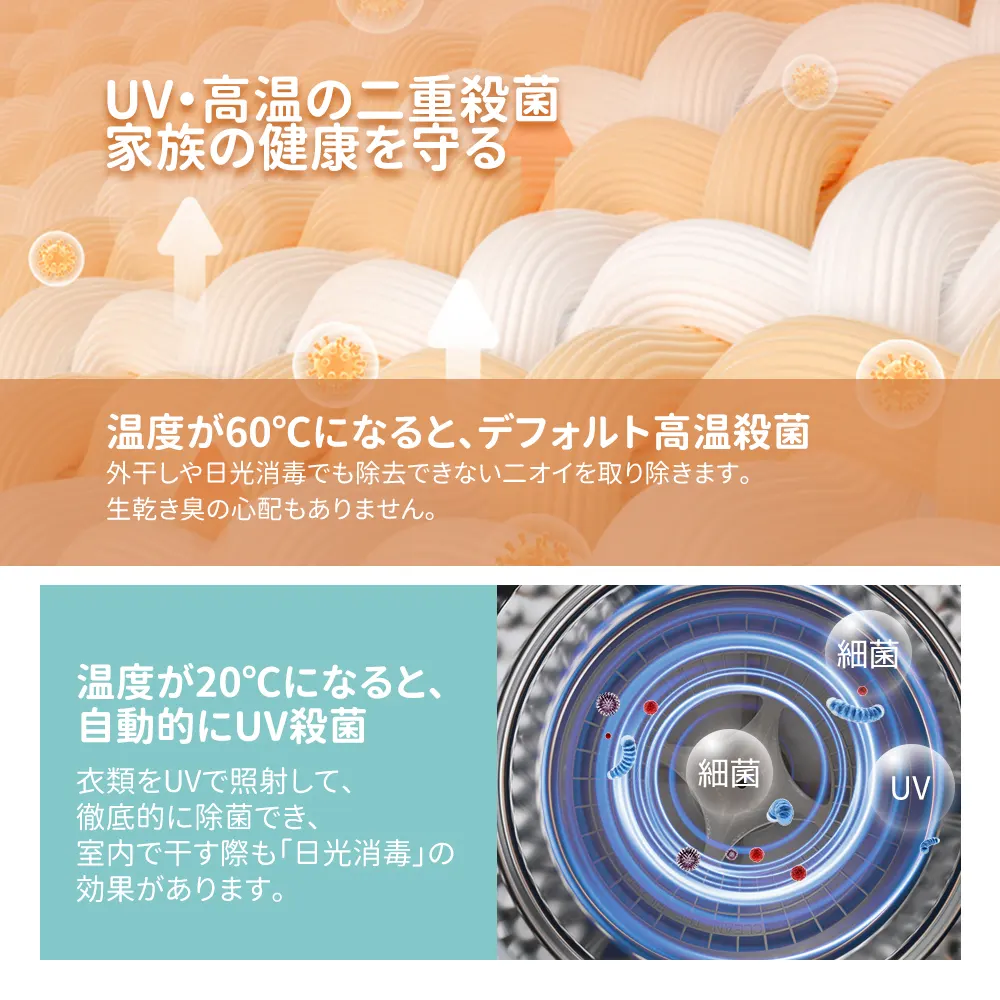 UV・高温の二重殺菌
家族の健康を守る
温度が60℃になると、デフォルト高温殺菌
外干しや日光消毒でも除去できないニオイを取り除きます。
生乾き臭の心配もありません。
温度が20℃になると、
自動的にUV殺菌
衣類をUVで照射して、
徹底的に除菌でき、
室内で干す際も「日光消毒」の
効果があります。
細菌
細菌
UV